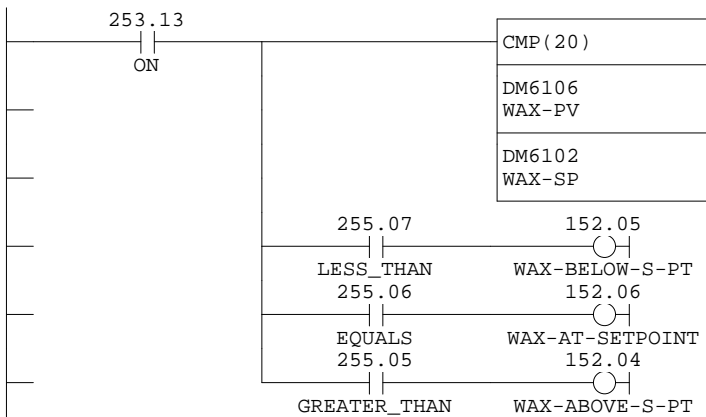 253.13
ON
CMP(20)
DM6106
WAX-PV
DM6102
WAX-SP
255.07 152.05
LESS_THAN WAX-BELOW-S-PT
255.06 152.06
EQUALS WAX-AT-SETPOINT
255.05 152.04
GREATER_THAN WAX-ABOVE-S-PT